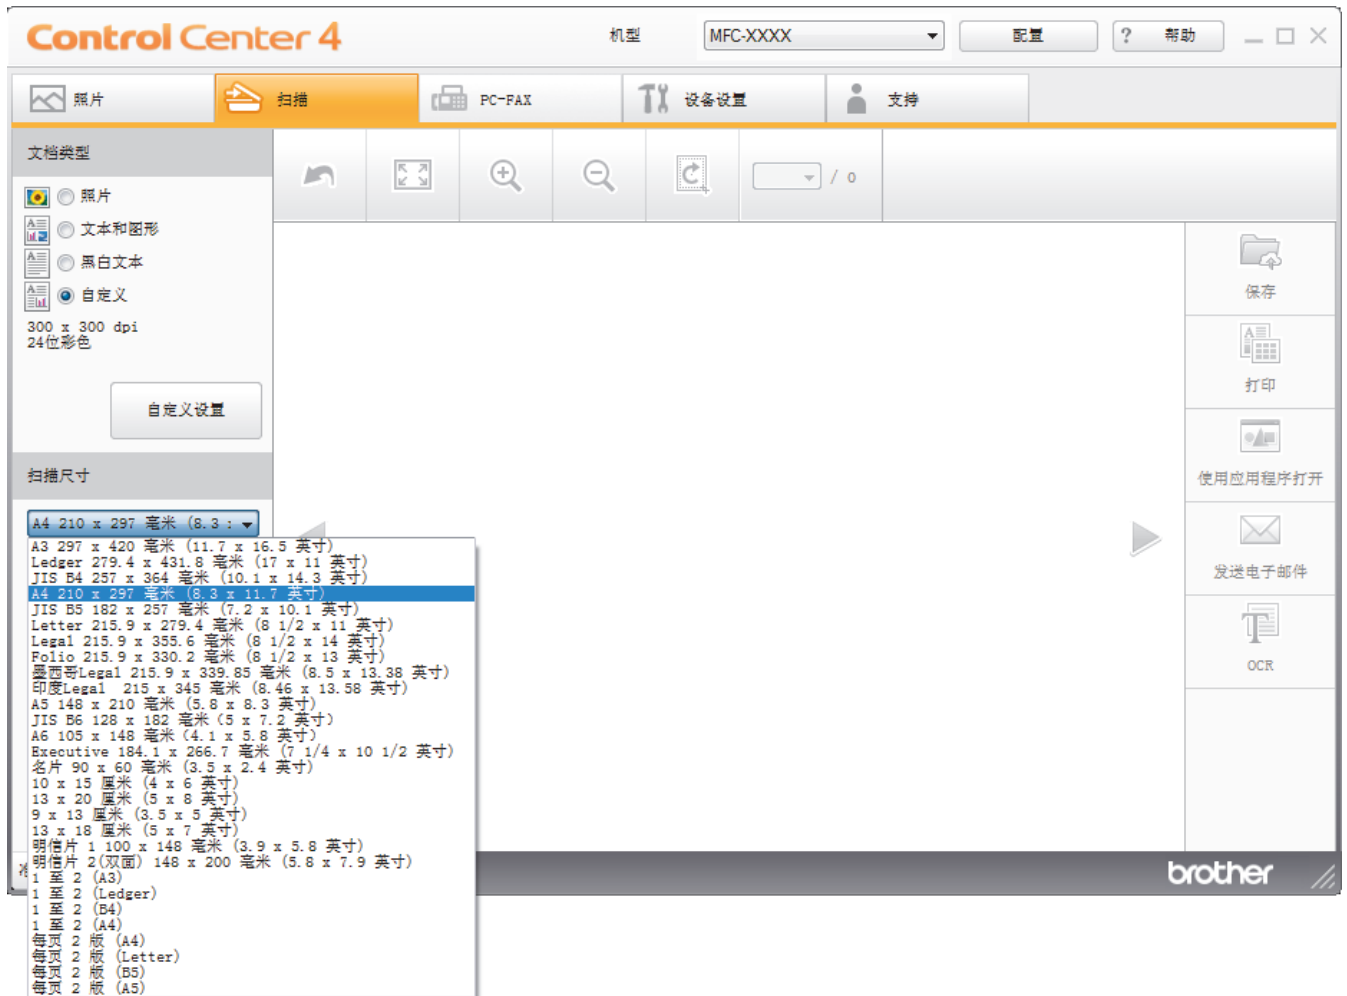 Control Center 4
机型
MFC-XXXX
配置
? 帮助
照片
扫描
PC-FAX
设备设置
支持
文档类型
照片
文本和图形
黑白文本
自定义
300 x 300 dpi
24位彩色
自定义设置
扫描尺寸
A4 210 x 297 毫米 (8.3 :
A3 297 x 420 毫米 (11.7 x 16.5 英寸)
Ledger 279.4 x 431.8 毫米 (17 x 11 英寸)
JIS B4 257 x 364 毫米 (10.1 x 14.3 英寸)
A4 210 x 297 毫米 (8.3 x 11.7 英寸)
JIS B5 182 x 257 毫米 (7.2 x 10.1 英寸)
Letter 215.9 x 279.4 毫米 (8 1/2 x 11 英寸)
Legal 215.9 x 355.6 毫米 (8 1/2 x 14 英寸)
Folio 215.9 x 330.2 毫米 (8 1/2 x 13 英寸)
墨西哥Legal 215.9 x 339.85 毫米 (8.5 x 13.38 英寸)
印度Legal 215 x 345 毫米 (8.46 x 13.58 英寸)
A5 148 x 210 毫米 (5.8 x 8.3 英寸)
JIS B6 128 x 182 毫米 (5 x 7.2 英寸)
A6 105 x 148 毫米 (4.1 x 5.8 英寸)
Executive 184.1 x 266.7 毫米 (7 1/4 x 10 1/2 英寸)
名片 90 x 60 毫米 (3.5 x 2.4 英寸)
10 x 15 厘米 (4 x 6 英寸)
13 x 20 厘米 (5 x 8 英寸)
9 x 13 厘米 (3.5 x 5 英寸)
13 x 18 厘米 (5 x 7 英寸)
明信片 1 100 x 148 毫米 (3.9 x 5.8 英寸)
明信片 2(双面) 148 x 200 毫米 (5.8 x 7.9 英寸)
1 至 2 (A3)
1 至 2 (Ledger)
1 至 2 (B4)
1 至 2 (A4)
每页 2 版 (A4)
每页 2 版 (Letter)
每页 2 版 (B5)
每页 2 版 (A5)
/ 0
保存
打印
使用应用程序打开
发送电子邮件
OCR
brother